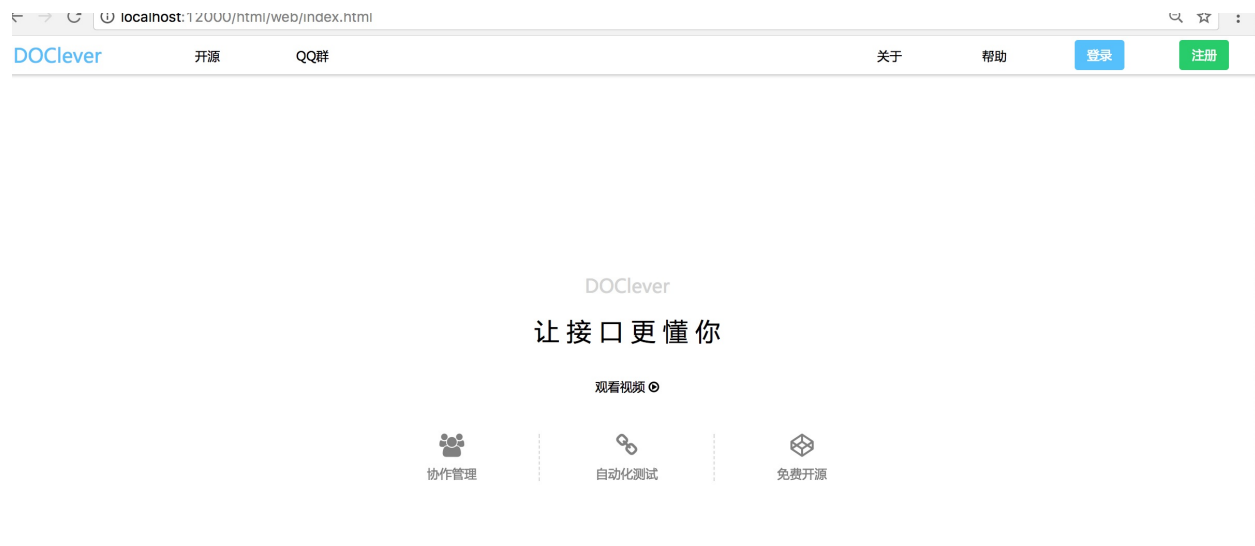 localhost:12000/html/web/index.html
DOClever 开源 QQ群 关于 帮助 登录 注册
DOClever
让接口更懂你
观看视频
协作管理 自动化测试 免费开源